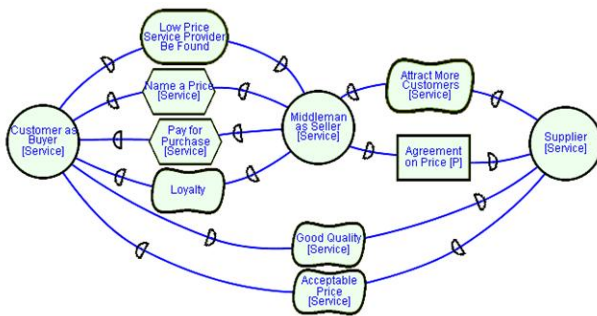 Low Price
Service Provider
Be Found
Name a Price
[Service]
Attract More
Customers
[Service]
Customer as
Buyer
[Service]
Middleman
as Seller
[Service]
Supplier
[Service]
Pay for
Purchase
[Service]
Agreement
on Price [P]
Loyalty
Good Quality
[Service]
Acceptable
Price
[Service]